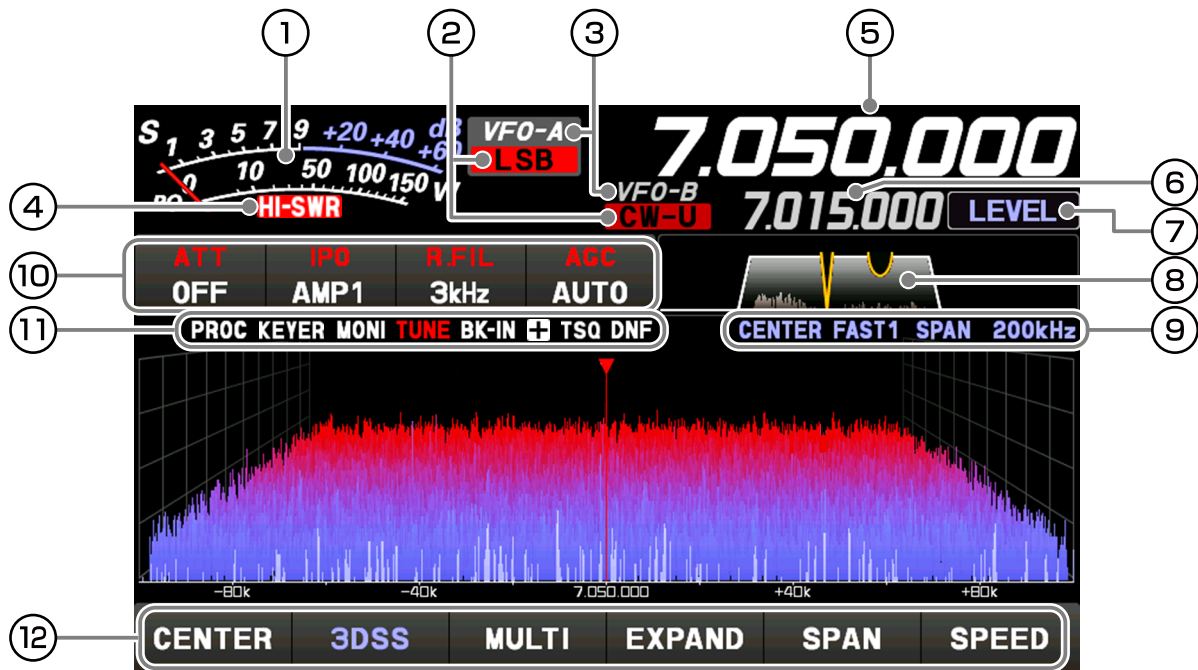 1 2 3 5
S 1 3 5 7 9 +20 +40 +60 dB
VFO-A
7.050.000
LSB
PO 0 10 50 100 150 W
VFO-B
6
4
HI-SWR
CW-U
7.015.000
LEVEL
7
10
ATT IPO R.FIL AGC
OFF AMP1 3kHz AUTO
8
11
PROC KEYER MONI TUNE BK-IN + TSQ DNF
CENTER FAST1 SPAN 200kHz
9
-80k -40k 7.050.000 +40k +80k
12
CENTER 3DSS MULTI EXPAND SPAN SPEED